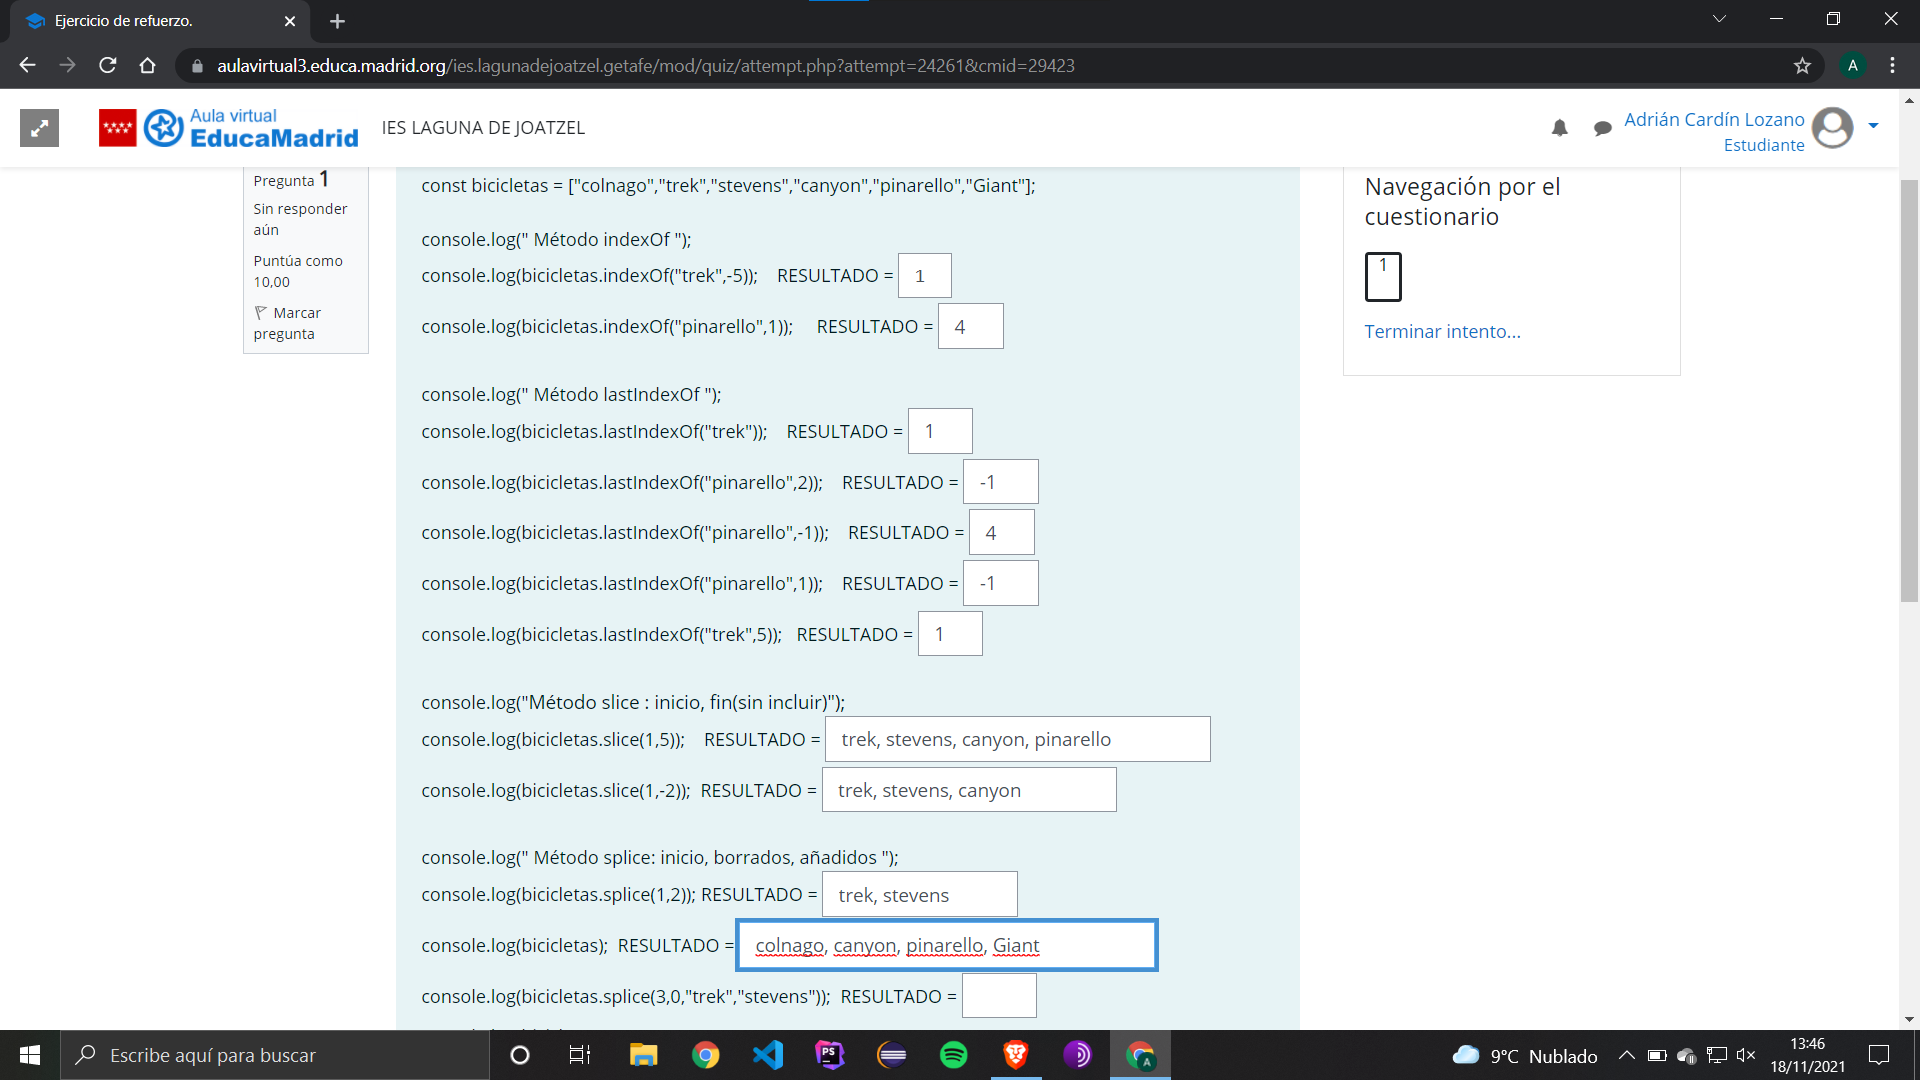 Ejercicio de refuerzo.
aulavirtual3.educa.madrid.org/ies.lagunadejoatzel.getafe/mod/quiz/attempt.php?attempt=24261&cmid=29423
A
Aula virtual
EducaMadrid
IES LAGUNA DE JOATZEL
Adrián Cardín Lozano
Estudiante
Pregunta 1
Sin responder
aún
Puntúa como
10,00
Marcar
pregunta
const bicicletas = ["colnago","trek","stevens","canyon","pinarello","Giant"];
console.log(" Método indexOf ");
console.log(bicicletas.indexOf("trek",-5)); RESULTADO = 1
console.log(bicicletas.indexOf("pinarello",1)); RESULTADO = 4
console.log(" Método lastIndexOf ");
console.log(bicicletas.lastIndexOf("trek")); RESULTADO = 1
console.log(bicicletas.lastIndexOf("pinarello",2)); RESULTADO = -1
console.log(bicicletas.lastIndexOf("pinarello",-1)); RESULTADO = 4
console.log(bicicletas.lastIndexOf("pinarello",1)); RESULTADO = -1
console.log(bicicletas.lastIndexOf("trek",5)); RESULTADO = 1
console.log("Método slice : inicio, fin(sin incluir)");
console.log(bicicletas.slice(1,5)); RESULTADO = trek, stevens, canyon, pinarello
console.log(bicicletas.slice(1,-2)); RESULTADO = trek, stevens, canyon
console.log(" Método splice: inicio, borrados, añadidos ");
console.log(bicicletas.splice(1,2)); RESULTADO = trek, stevens
console.log(bicicletas); RESULTADO = colnago, canyon, pinarello, Giant
console.log(bicicletas.splice(3,0,"trek","stevens")); RESULTADO =
Navegación por el
cuestionario
1
Terminar intento...
Escribe aquí para buscar
PS
A
9°C Nublado
13:46
18/11/2021